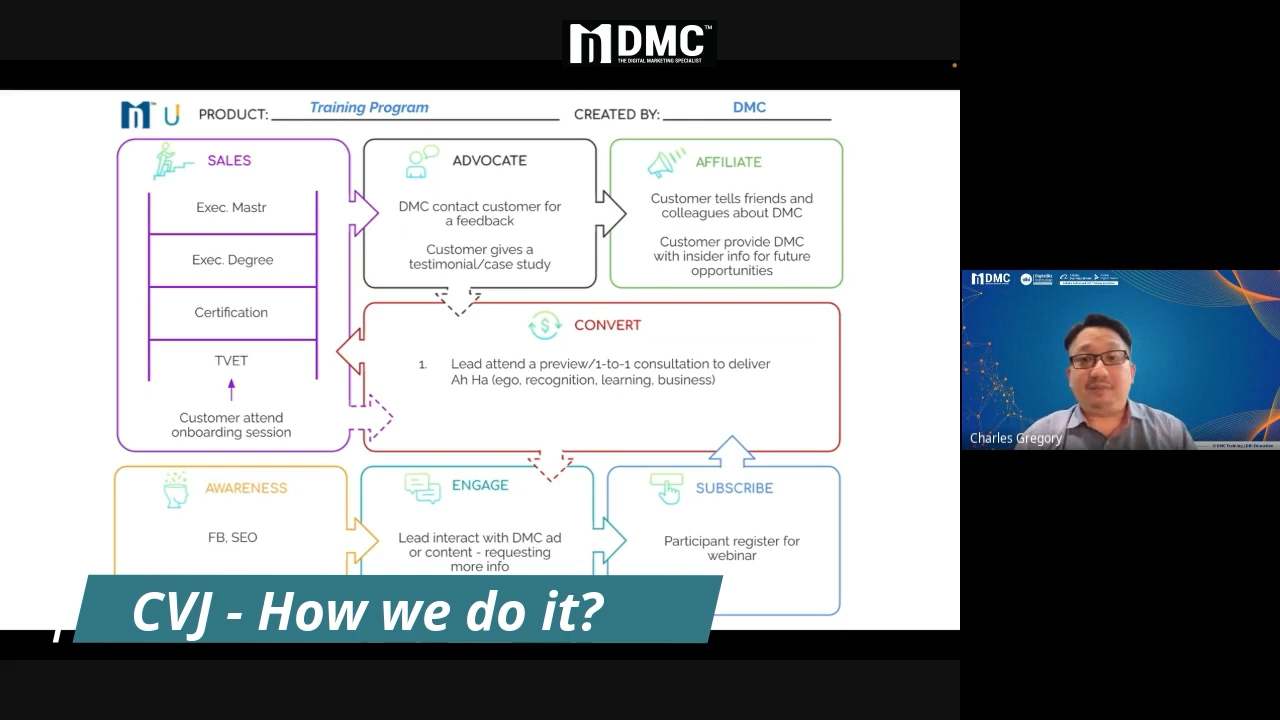 DMC™
THE DIGITAL MARKETING SPECIALIST
PRODUCT: Training Program
CREATED BY: DMC
SALES
Exec. Mastr
Exec. Degree
Certification
TVET
Customer attend
onboarding session
ADVOCATE
DMC contact customer for
a feedback
Customer gives a
testimonial/case study
AFFILIATE
Customer tells friends and
colleagues about DMC
Customer provide DMC
with insider info for future
opportunities
CONVERT
1. Lead attend a preview/1-to-1 consultation to deliver
Ah Ha (ego, recognition, learning, business)
AWARENESS
FB, SEO
ENGAGE
Lead interact with DMC ad
or content - requesting
more info
SUBSCRIBE
Participant register for
webinar
CVJ - How we do it?
DMC
Charles Gregory